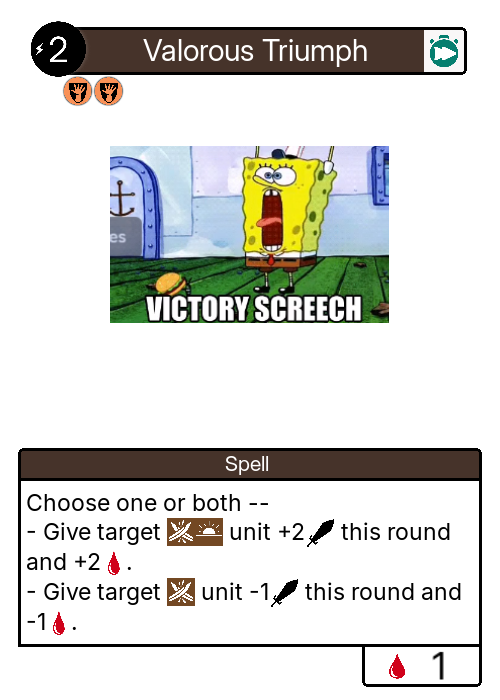 2
Valorous Triumph
es
VICTORY SCREECH
Spell
Choose one or both --
- Give target unit +2 this round
and +2 .
- Give target unit -1 this round and
-1 .
1